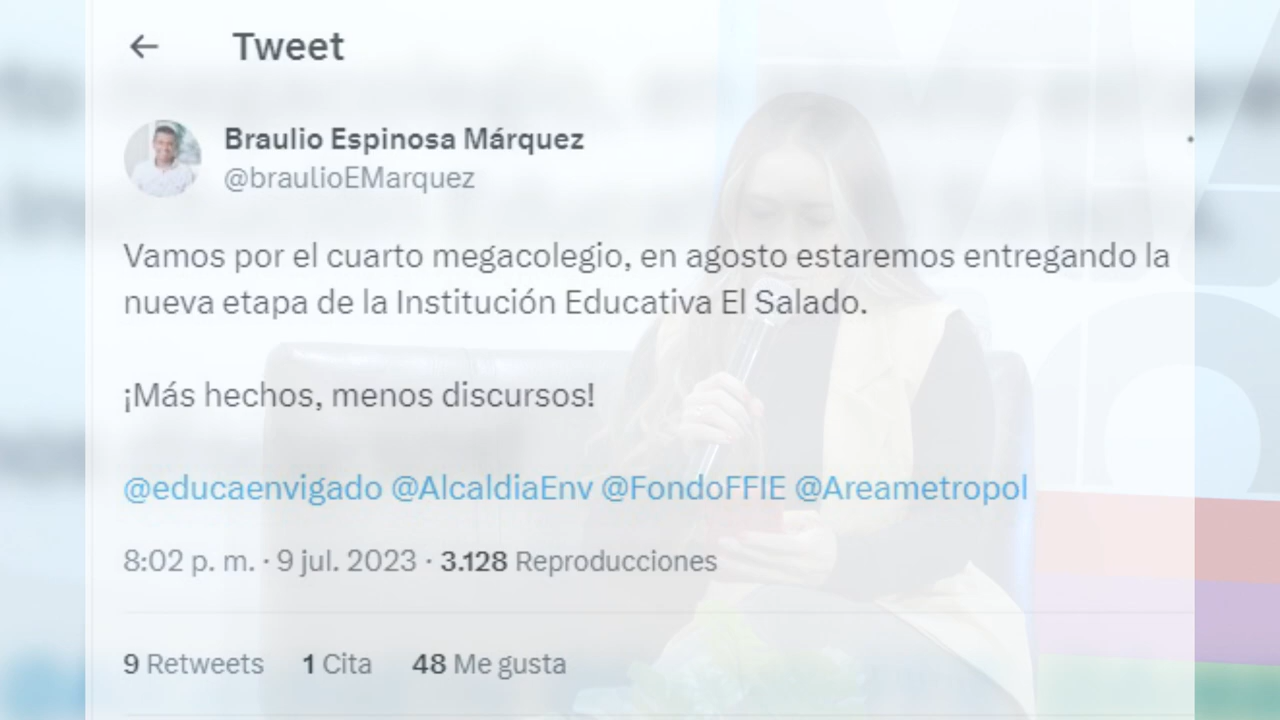 Tweet
Braulio Espinosa Márquez
@braulioEMarquez
Vamos por el cuarto megacolegio, en agosto estaremos entregando la
nueva etapa de la Institución Educativa El Salado.
¡Más hechos, menos discursos!
@educaenvigado @AlcaldiaEnv @FondoFFIE @Areametropol
8:02 p. m. · 9 jul. 2023 · 3.128 Reproducciones
9 Retweets 1 Cita 48 Me gusta